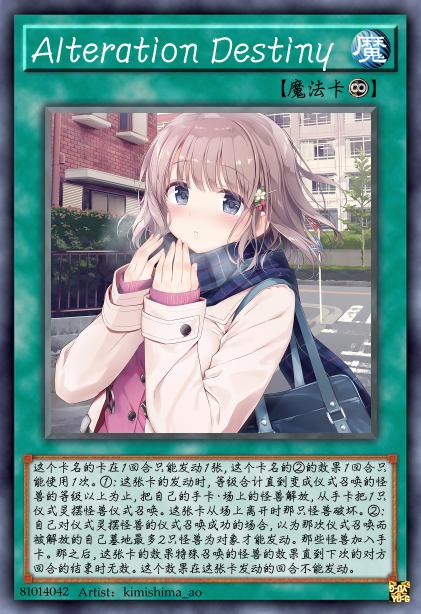 Alteration Destiny
魔
【魔法卡♾】
这个卡名的卡在1回合只能发动1张，这个卡名的②的效果1回合只
能使用1次。①：这张卡的发动时，等级合计直到变成仪式召唤的怪
兽的等级以上为止，把自己的手卡·场上的怪兽解放，从手卡把1只
仪式灵摆怪兽仪式召唤。这张卡从场上离开时那只怪兽破坏。②：
自己对仪式灵摆怪兽的仪式召唤成功的场合，以为那次仪式召唤而
被解放的自己墓地最多2只怪兽为对象才能发动。那些怪兽加入手
卡。那之后，这张卡的效果特殊召唤的怪兽的效果直到下次的对方
回合的结束时无效。这个效果在这张卡发动的回合不能发动。
81014042 Artist：kimishima_ao